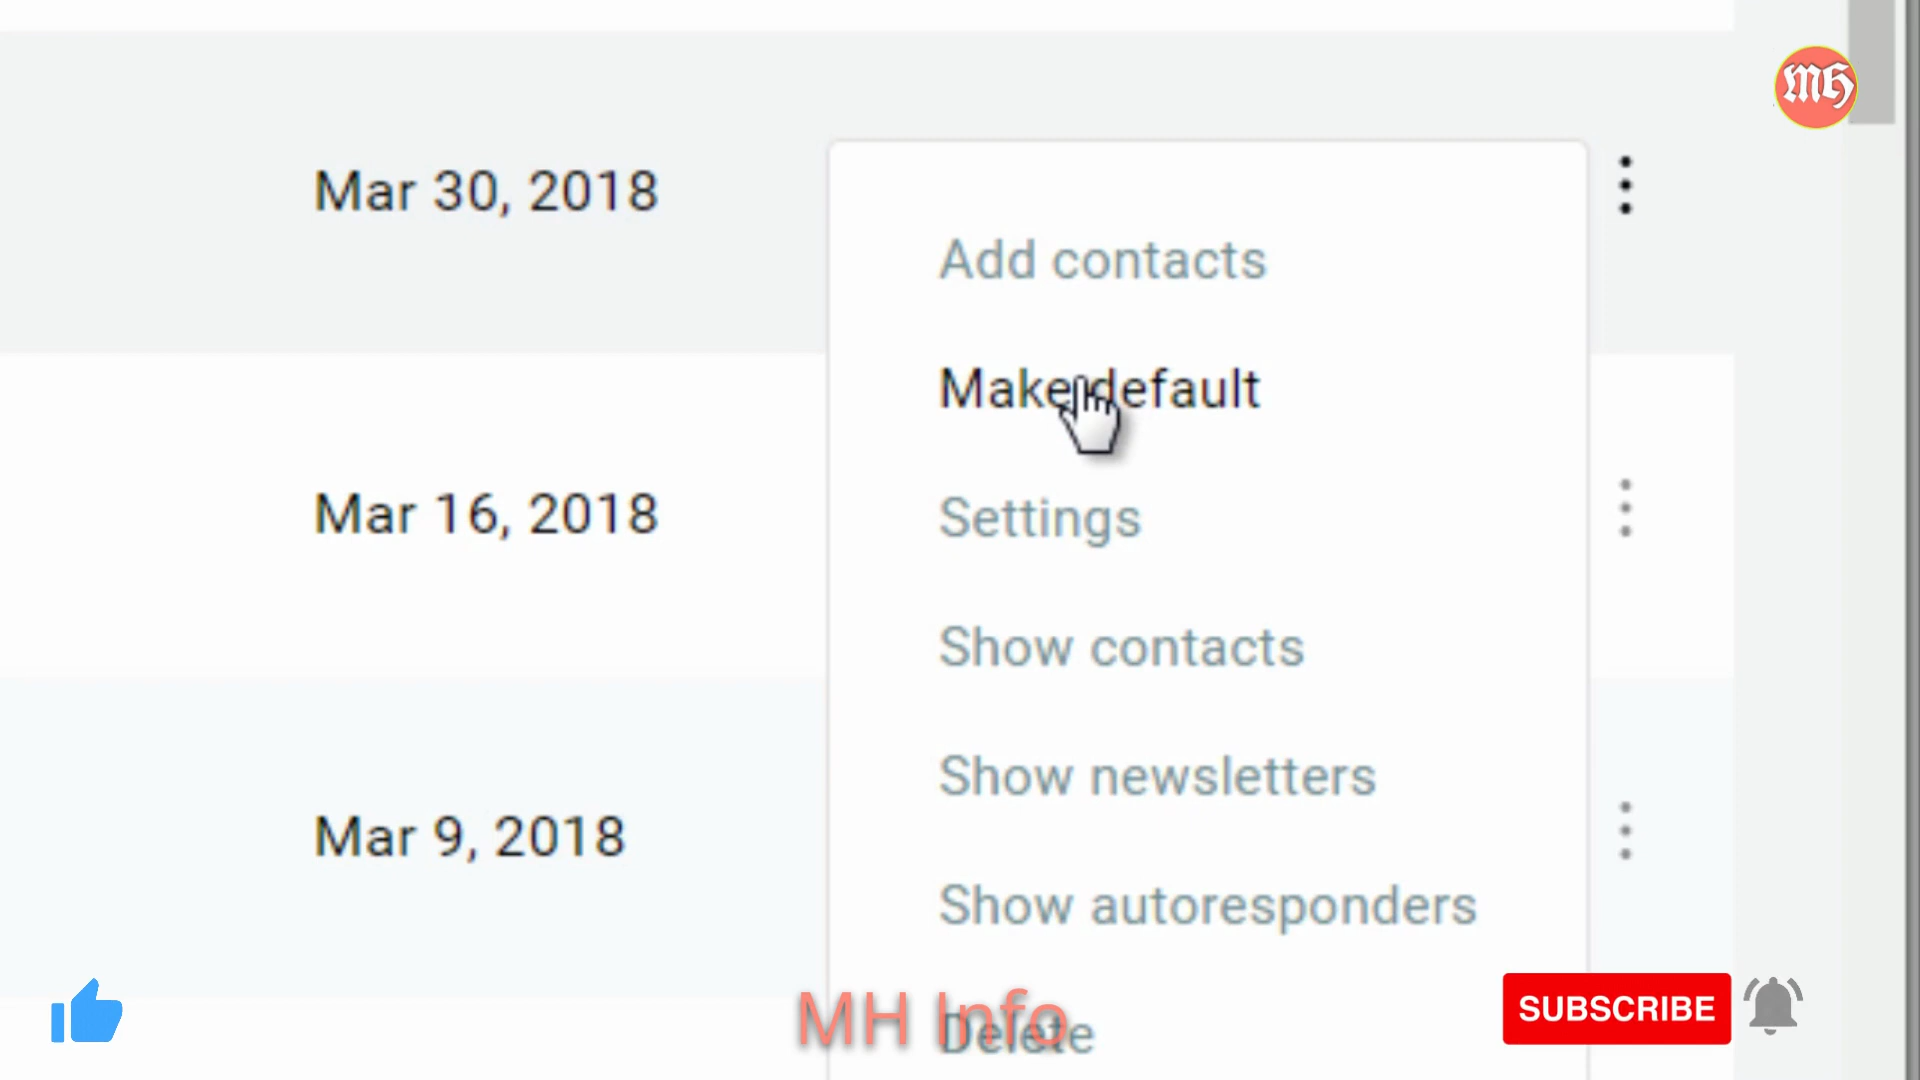 MH
Mar 30, 2018
Add contacts
Make default
Mar 16, 2018
Settings
Show contacts
Show newsletters
Mar 9, 2018
Show autoresponders
MH Info
Delete
SUBSCRIBE